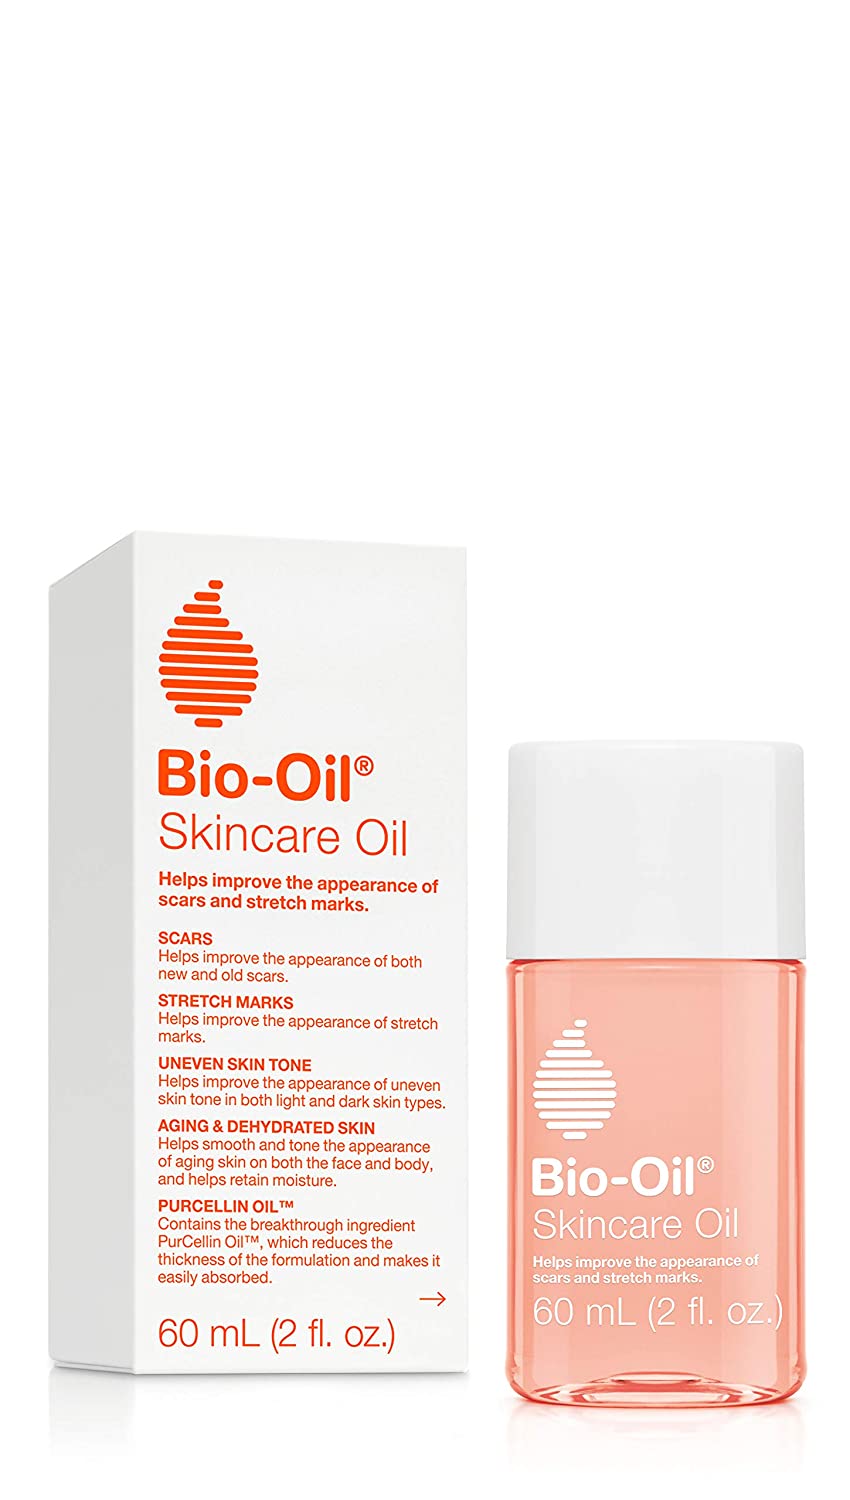 Bio-Oil®
Skincare Oil
Helps improve the appearance of
scars and stretch marks.
SCARS
Helps improve the appearance of both
new and old scars.
STRETCH MARKS
Helps improve the appearance of stretch
marks.
UNEVEN SKIN TONE
Helps improve the appearance of uneven
skin tone in both light and dark skin types.
AGING & DEHYDRATED SKIN
Helps smooth and tone the appearance
of aging skin on both the face and body,
and helps retain moisture.
PURCELLIN OIL™
Contains the breakthrough ingredient
PurCellin Oil™, which reduces the
thickness of the formulation and makes it
easily absorbed.
60 mL (2 fl. oz.)
Bio-Oil®
Skincare Oil
Helps improve the appearance of
scars and stretch marks.
60 mL (2 fl. oz.)